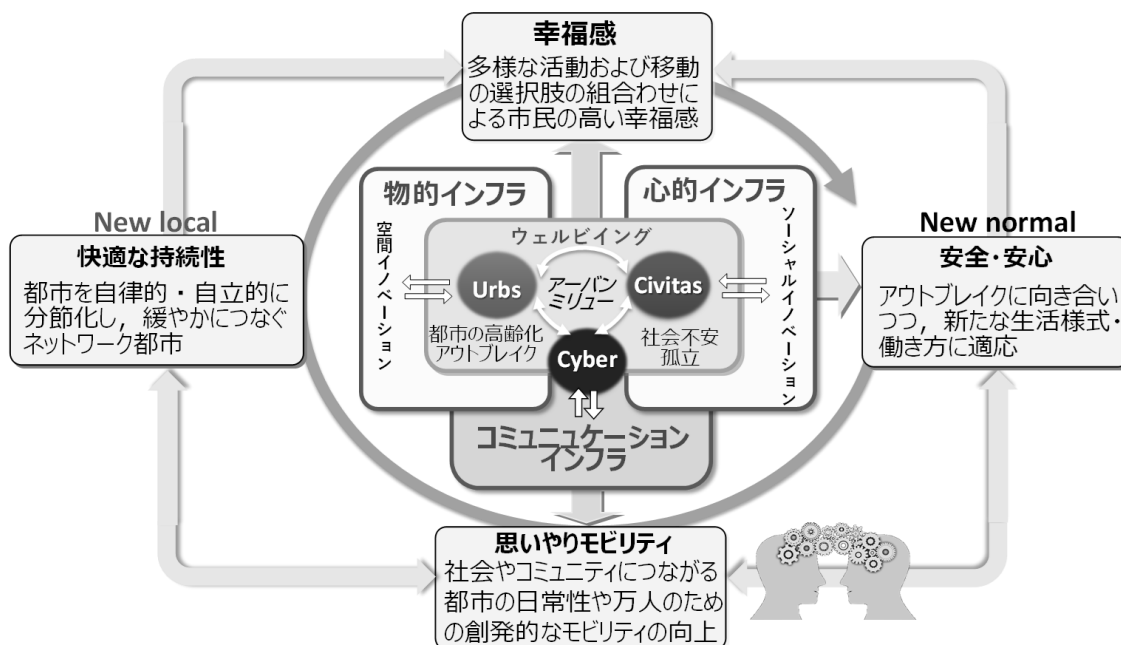 幸福感
多様な活動および移動
の選択肢の組合わせに
よる市民の高い幸福感
物的インフラ
心的インフラ
空間イノベーション
ソーシャルイノベーション
ウェルビイング
Urbs
アーバン
ミリュー
Civitas
都市の高齢化
アウトブレイク
Cyber
社会不安
孤立
コミュニュケーション
インフラ
New local
快適な持続性
都市を自律的・自立的に
分節化し，緩やかにつなぐ
ネットワーク都市
New normal
安全・安心
アウトブレイクに向き合い
つつ，新たな生活様式・
働き方に適応
思いやりモビリティ
社会やコミュニティにつながる
都市の日常性や万人のため
の創発的なモビリティの向上